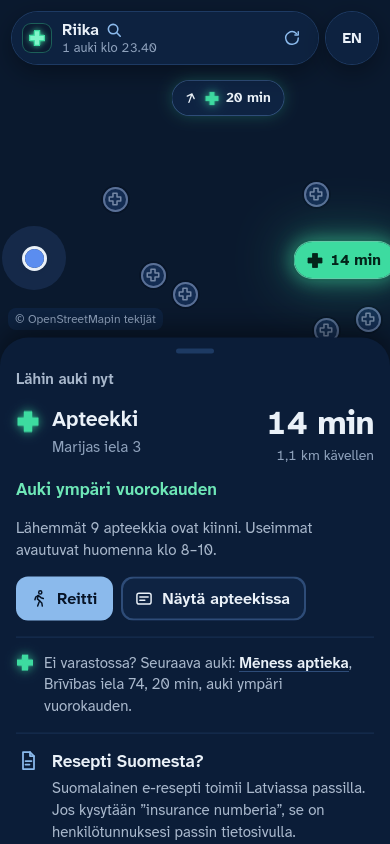 Riika
1 auki klo 23.40
EN
20 min
14 min
© OpenStreetMapin tekijät
Lähin auki nyt
Apteekki
14 min
Marijas iela 3
1,1 km kävellen
Auki ympäri vuorokauden
Lähemmät 9 apteekkia ovat kiinni. Useimmat
avautuvat huomenna klo 8–10.
Reitti
Näytä apteekissa
Ei varastossa? Seuraava auki: Mēness aptieka,
Brīvības iela 74, 20 min, auki ympäri
vuorokauden.
Resepti Suomesta?
Suomalainen e-resepti toimii Latviassa passilla.
Jos kysytään ”insurance numberia”, se on
henkilötunnuksesi passin tietosivulla.